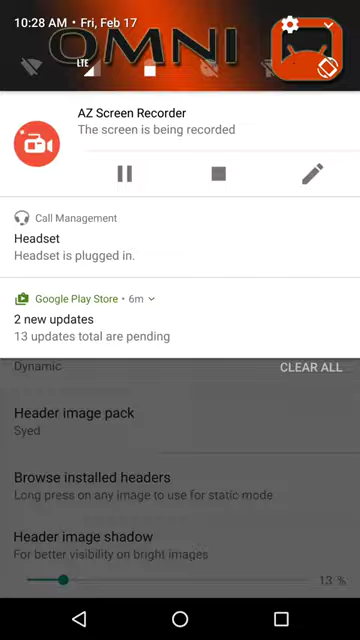 10:28 AM • Fri, Feb 17
OMNI
LTE
AZ Screen Recorder
The screen is being recorded
Call Management
Headset
Headset is plugged in.
Google Play Store • 6m
2 new updates
13 updates total are pending
Dynamic
CLEAR ALL
Header image pack
Syed
Browse installed headers
Long press on any image to use for static mode
Header image shadow
For better visibility on bright images
13 %